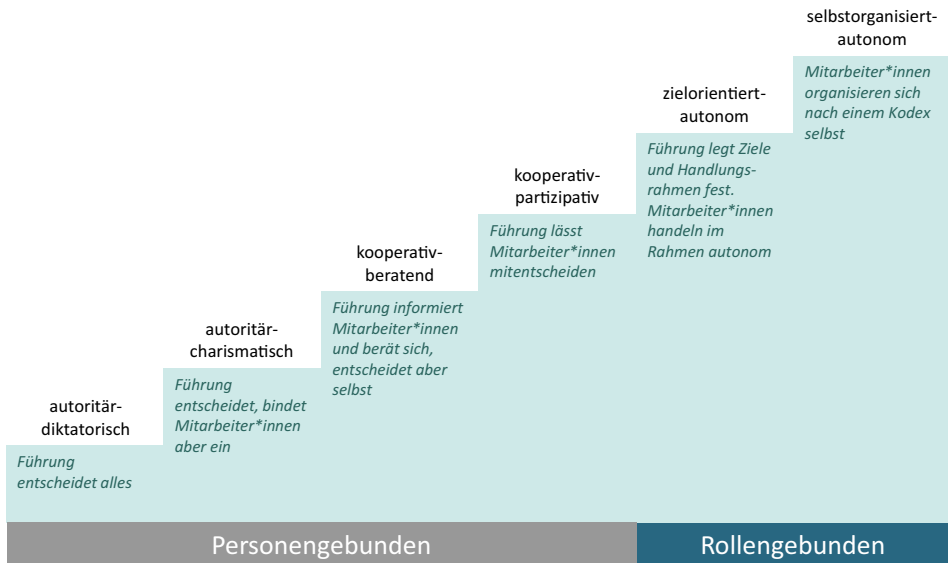 autoritär-
diktatorisch
Führung
entscheidet alles
autoritär-
charismatisch
Führung
entscheidet, bindet
Mitarbeiter*innen
aber ein
kooperativ-
beratend
Führung informiert
Mitarbeiter*innen
und berät sich,
entscheidet aber
selbst
kooperativ-
partizipativ
Führung lässt
Mitarbeiter*innen
mitentscheiden
zielorientiert-
autonom
Führung legt Ziele
und Handlungs-
rahmen fest.
Mitarbeiter*innen
handeln im
Rahmen autonom
selbstorganisiert-
autonom
Mitarbeiter*innen
organisieren sich
nach einem Kodex
selbst
Personengebunden
Rollengebunden